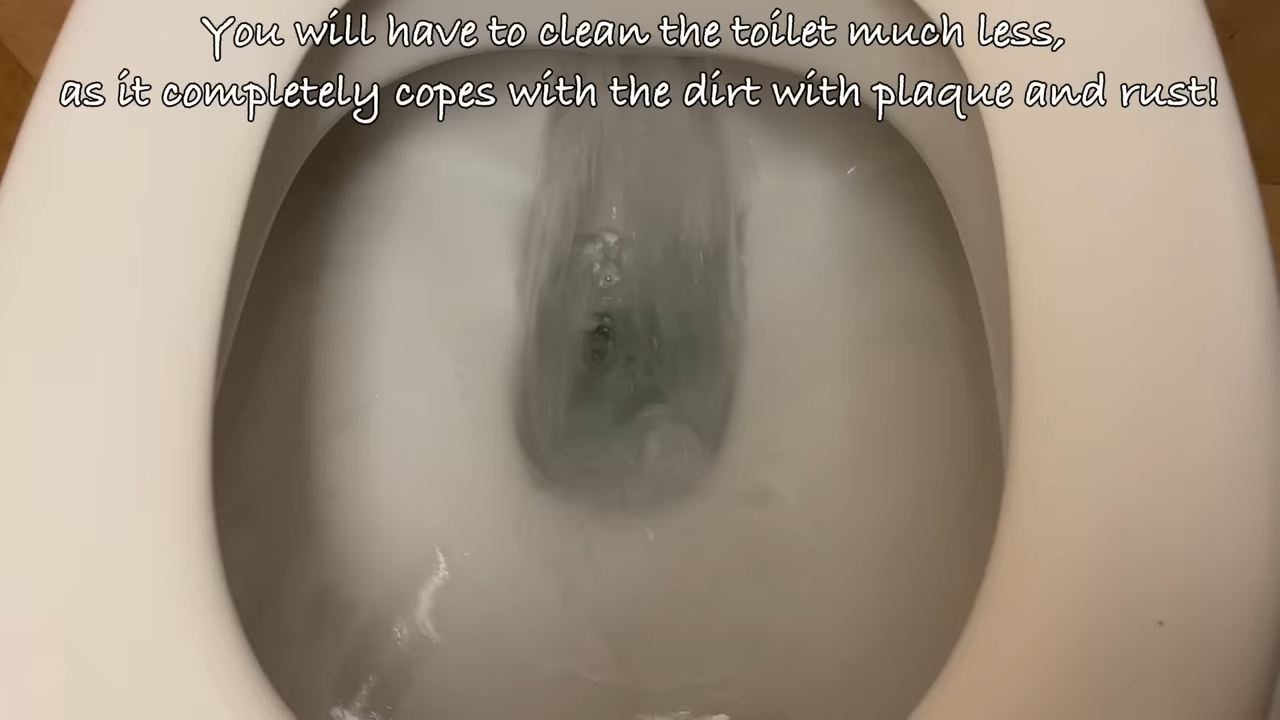 You will have to clean the toilet much less,
as it completely copes with the dirt with plaque and rust!